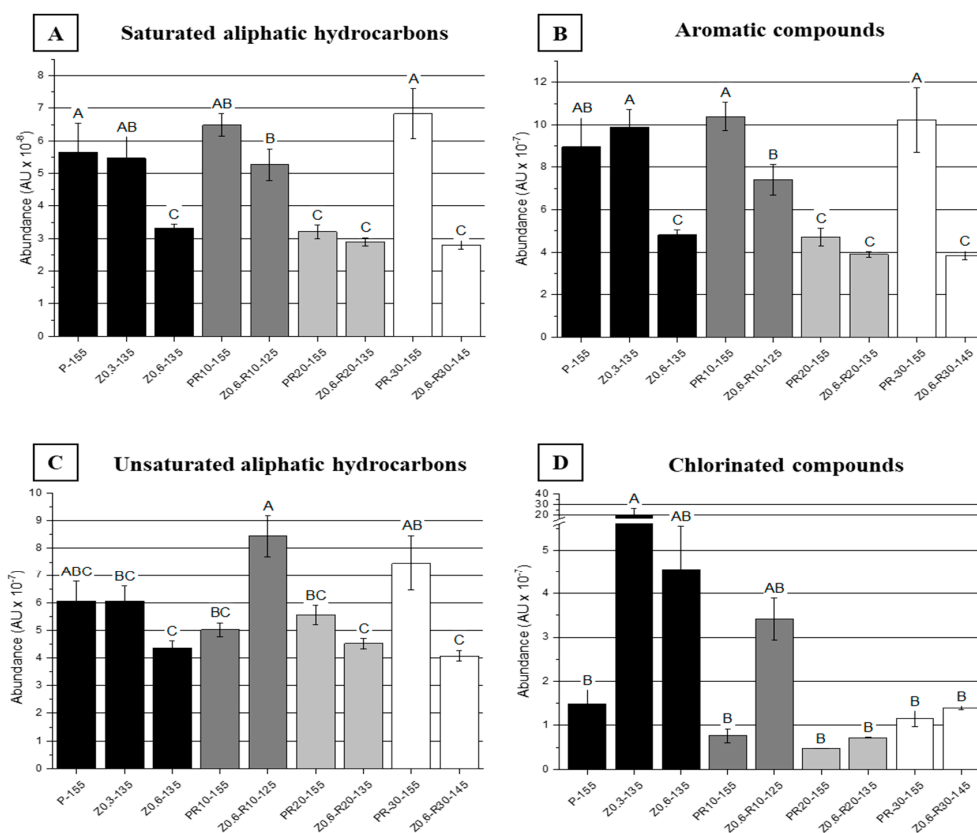 A Saturated aliphatic hydrocarbons
Abundance (AU x 10⁻⁸)
8
7
6
5
4
3
2
1
0
A
AB
C
AB
B
C
C
A
C
P-155
Z0,3-135
Z0,6-135
PR10-155
Z0,6-R10-125
PR20-155
Z0,6-R20-135
PR-30-155
Z0,6-R30-145
B Aromatic compounds
Abundance (AU x 10⁻⁷)
12
10
8
6
4
2
0
AB
A
C
A
B
C
C
A
C
P-155
Z0,3-135
Z0,6-135
PR10-155
Z0,6-R10-125
PR20-155
Z0,6-R20-135
PR-30-155
Z0,6-R30-145
C Unsaturated aliphatic hydrocarbons
Abundance (AU x 10⁻⁷)
10
9
8
7
6
5
4
3
2
1
0
ABC
BC
C
BC
A
BC
C
AB
C
P-155
Z0,3-135
Z0,6-135
PR10-155
Z0,6-R10-125
PR20-155
Z0,6-R20-135
PR-30-155
Z0,6-R30-145
D Chlorinated compounds
Abundance (AU x 10⁻⁷)
40
30
20
5
4
3
2
1
0
A
AB
B
B
AB
B
B
B
B
P-155
Z0,3-135
Z0,6-135
PR10-155
Z0,6-R10-125
PR20-155
Z0,6-R20-135
PR-30-155
Z0,6-R30-145